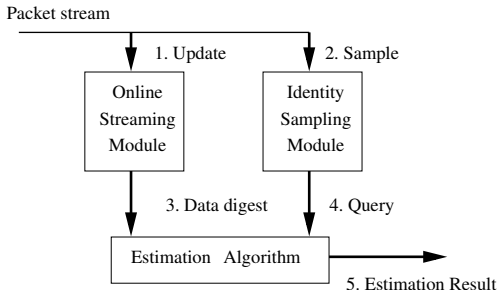 Packet stream
1. Update
2. Sample
Online
Streaming
Module
Identity
Sampling
Module
3. Data digest
4. Query
Estimation Algorithm
5. Estimation Result